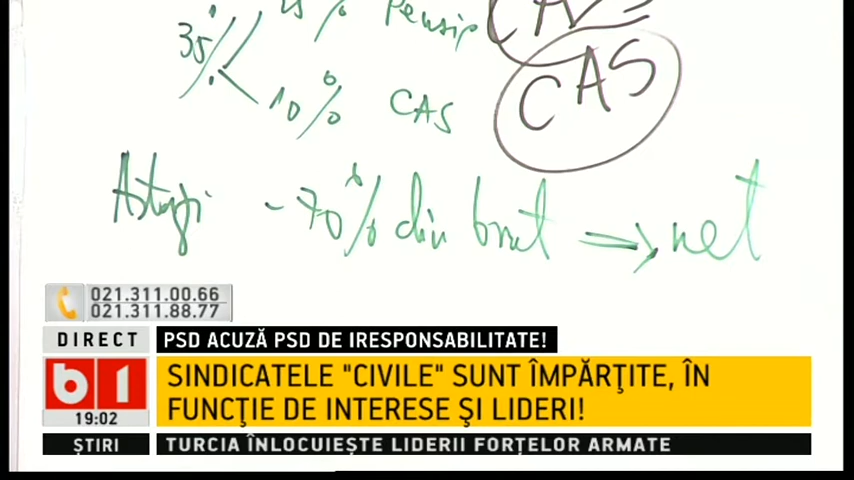 25% Pensii
35%
10% CAS
CAS
Astăzi - 70% din brut => net
021.311.00.66
021.311.88.77
DIRECT
PSD ACUZĂ PSD DE IRESPONSABILITATE!
b1
SINDICATELE "CIVILE" SUNT ÎMPĂRŢITE, ÎN
FUNCŢIE DE INTERESE ŞI LIDERI!
19:02
ŞTIRI
TURCIA ÎNLOCUIEŞTE LIDERII FORŢELOR ARMATE